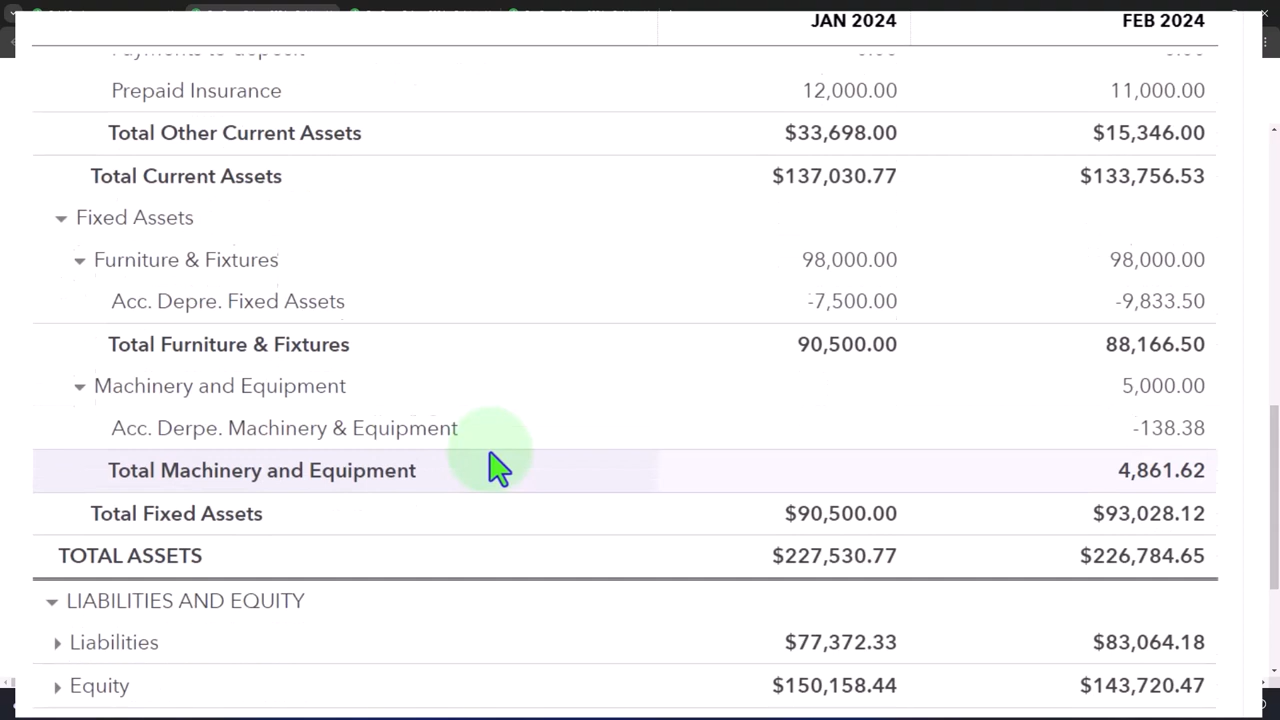 JAN 2024 FEB 2024
Prepaid Insurance 12,000.00 11,000.00
Total Other Current Assets $33,698.00 $15,346.00
Total Current Assets $137,030.77 $133,756.53
Fixed Assets
Furniture & Fixtures 98,000.00 98,000.00
Acc. Depre. Fixed Assets -7,500.00 -9,833.50
Total Furniture & Fixtures 90,500.00 88,166.50
Machinery and Equipment 5,000.00
Acc. Derpe. Machinery & Equipment -138.38
Total Machinery and Equipment 4,861.62
Total Fixed Assets $90,500.00 $93,028.12
TOTAL ASSETS $227,530.77 $226,784.65
LIABILITIES AND EQUITY
Liabilities $77,372.33 $83,064.18
Equity $150,158.44 $143,720.47